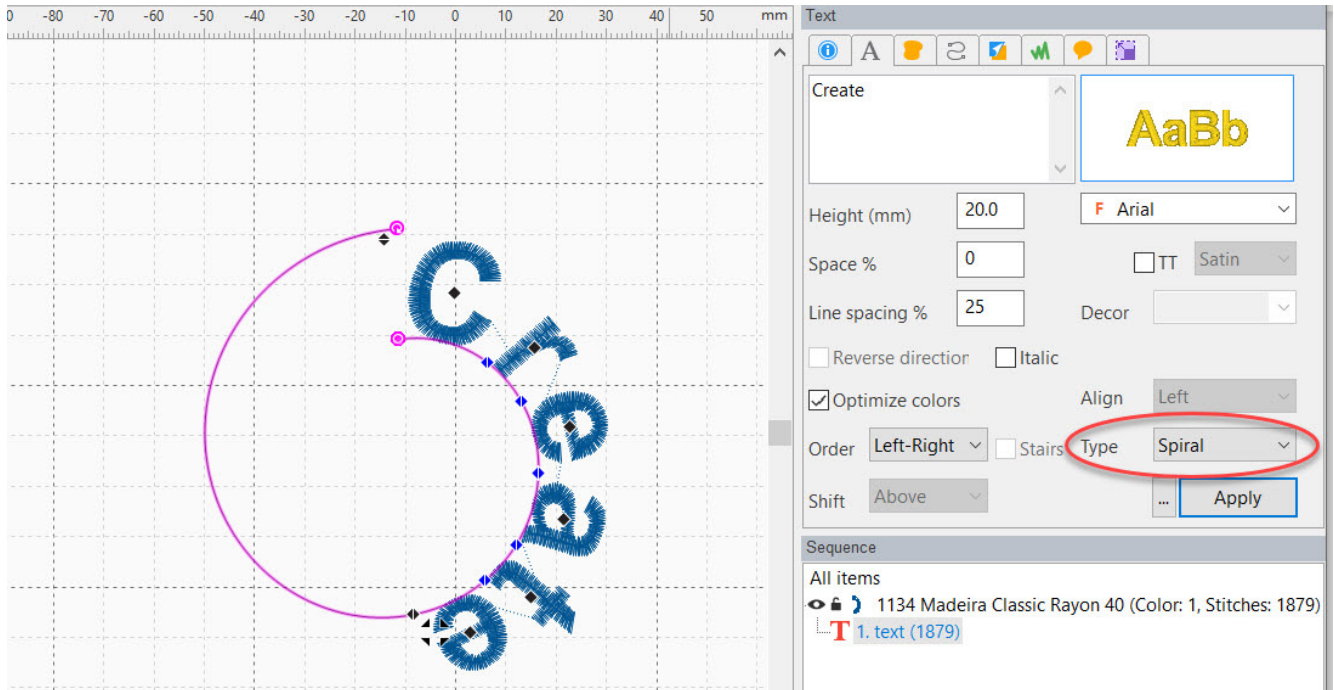 0 -80 -70 -60 -50 -40 -30 -20 -10 0 10 20 30 40 50 mm
Create
Text
A
Create
AaBb
Height (mm) 20.0 F Arial
Space % 0 TT Satin
Line spacing % 25 Decor
Reverse direction Italic
Optimize colors Align Left
Order Left-Right Stairs Type Spiral
Shift Above ... Apply
Sequence
All items
1134 Madeira Classic Rayon 40 (Color: 1, Stitches: 1879)
T 1. text (1879)